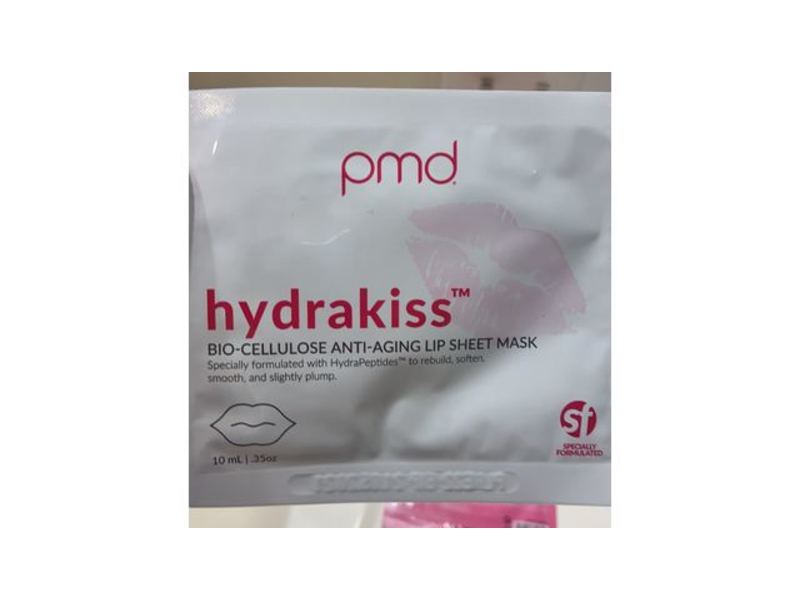 pmd
hydrakiss™
BIO-CELLULOSE ANTI-AGING LIP SHEET MASK
Specially formulated with HydraPeptides™ to rebuild, soften,
smooth, and slightly plump.
sf
SPECIALLY
FORMULATED
10 mL | .35oz